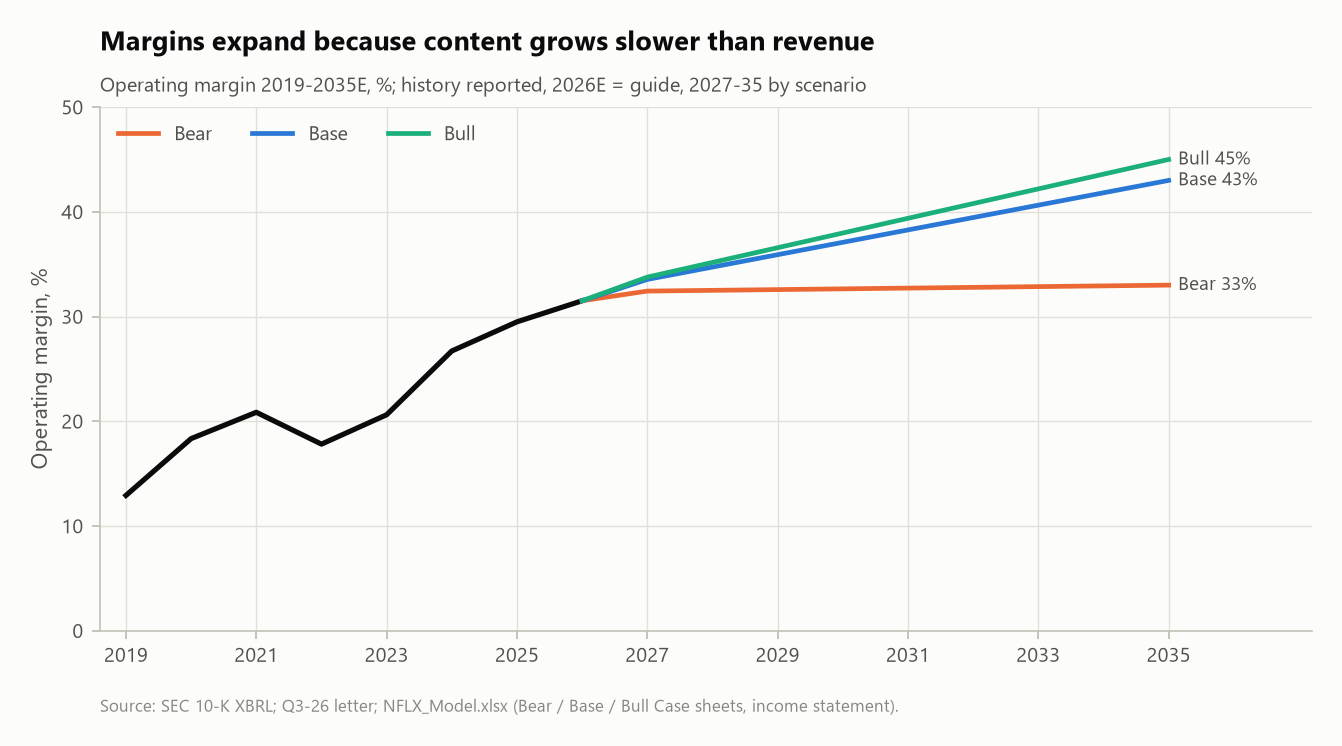 Margins expand because content grows slower than revenue
Operating margin 2019-2035E, %; history reported, 2026E = guide, 2027-35 by scenario
Bear
Base
Bull
Operating margin, %
50
40
30
20
10
0
Bull 45%
Base 43%
Bear 33%
2019
2021
2023
2025
2027
2029
2031
2033
2035
Source: SEC 10-K XBRL; Q3-26 letter; NFLX_Model.xlsx (Bear / Base / Bull Case sheets, income statement).